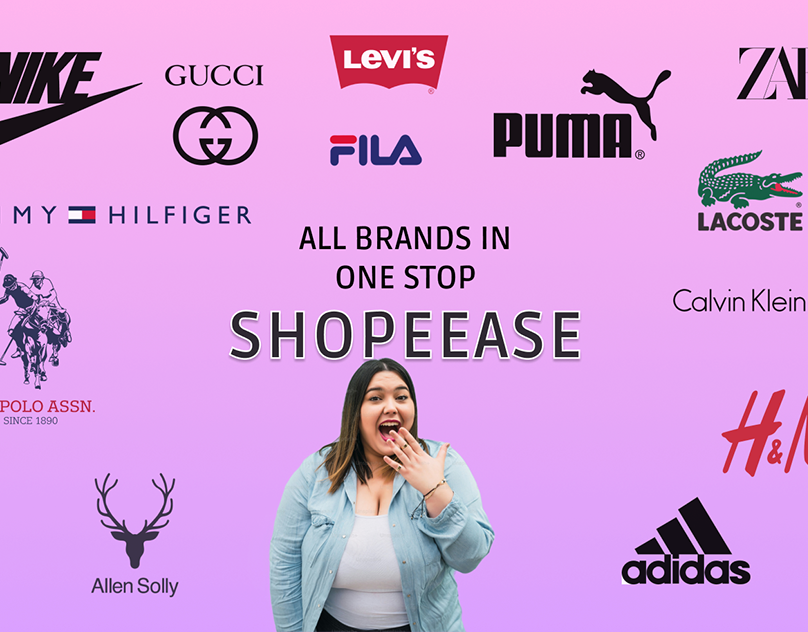 NIKE
GUCCI
LEVI'S
®
FILA
PUMA
®
ZA
LACOSTE
®
MY HILFIGER
ALL BRANDS IN
ONE STOP
SHOPEEASE
Calvin Klein
POLO ASSN.
SINCE 1890
H&M
Allen Solly
adidas